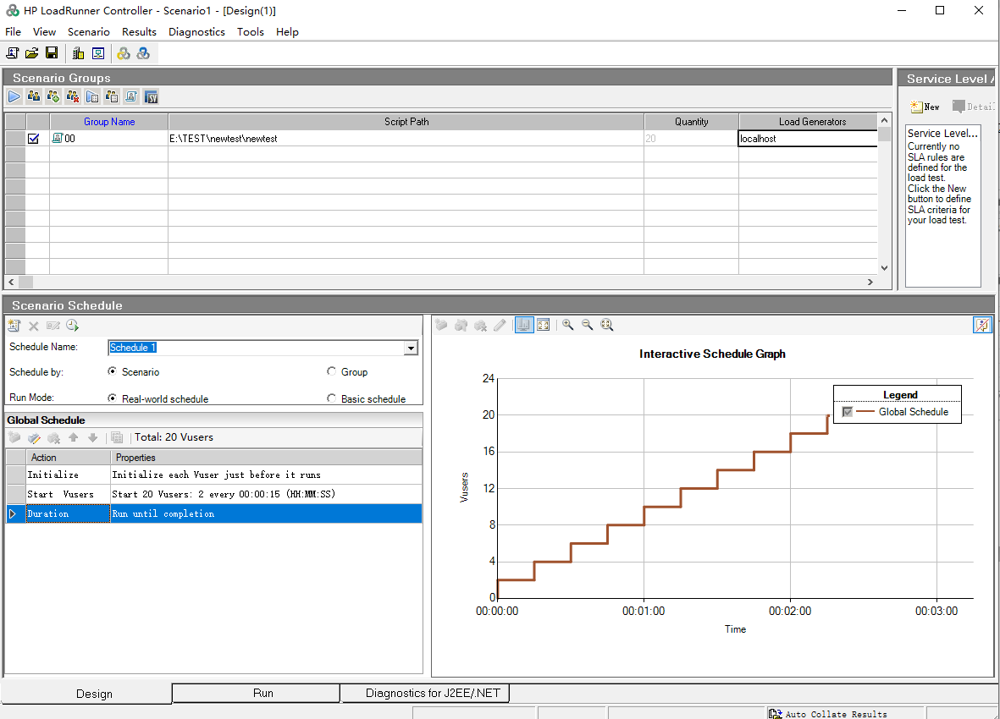 HP LoadRunner Controller - Scenario1 - [Design(1)]
File View Scenario Results Diagnostics Tools Help
Scenario Groups
Group Name Script Path Quantity Load Generators
00 E:\TEST\newtest\newtest 20 localhost
Service Level
New Detai
Service Level...
Currently no
SLA rules are
defined for the
load test.
Click the New
button to define
SLA criteria for
your load test.
Scenario Schedule
Schedule Name: Schedule 1
Schedule by: Scenario Group
Run Mode: Real-world schedule Basic schedule
Global Schedule
Total: 20 Vusers
Action Properties
Initialize Initialize each Vuser just before it runs
Start Vusers Start 20 Vusers: 2 every 00:00:15 (HH:MM:SS)
Duration Run until completion
Interactive Schedule Graph
Legend
Global Schedule
24
20
16
12
8
4
0
Vusers
00:00:00 00:01:00 00:02:00 00:03:00
Time
Design Run Diagnostics for J2EE/.NET
Auto Collate Results